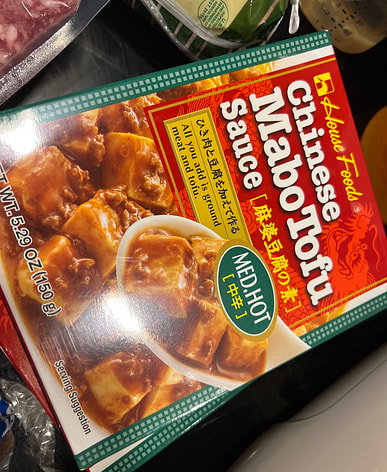 House Foods
Chinese
Mabo Tofu
Sauce [麻婆豆腐の素]
ひき肉と豆腐を加えて作る
All you add is ground
meat and tofu.
MED.HOT
[中辛]
NET WT. 5.29 OZ (150 g)
Serving Suggestion